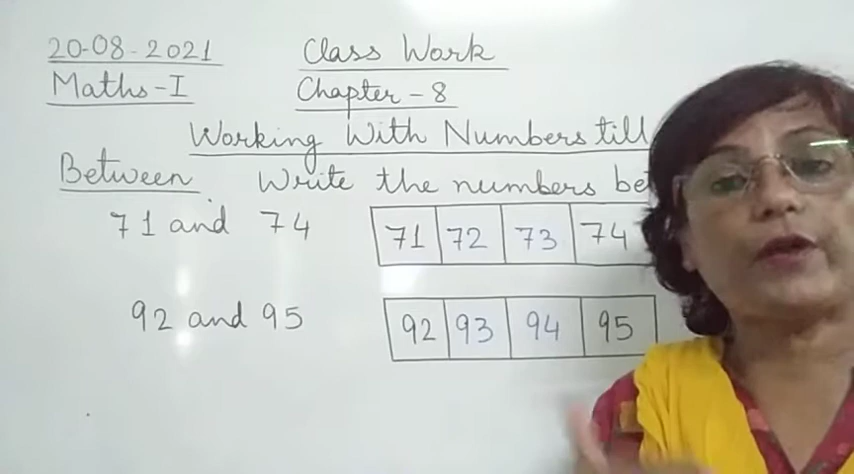 20-08-2021 Class Work
Maths-I Chapter-8
Working With Numbers till
Between Write the numbers
71 and 74 71 72 73 74
92 and 95 92 93 94 95